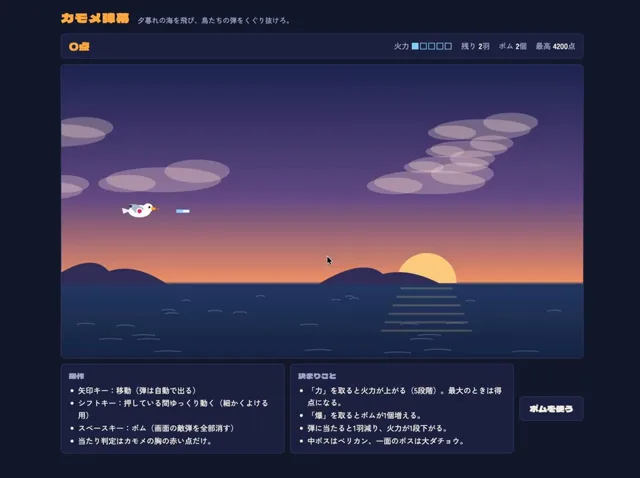 カモメ弾幕 夕暮れの海を飛び、鳥たちの弾をくぐり抜けろ。
0点 火力 残り 2羽 ボム 2個 最高 4200点
操作
矢印キー：移動（弾は自動で出る）
シフトキー：押している間ゆっくり動く（細かくよける
用）
スペースキー：ボム（画面の敵弾を全部消す）
当たり判定はカモメの胸の赤い点だけ。
決まりごと
「力」を取ると火力が上がる（5段階）。最大のときは得
点になる。
「爆」を取るとボムが1個増える。
弾に当たると1羽減り、火力が1段下がる。
中ボスはペリカン、一面のボスは大ダチョウ。
ボムを使う